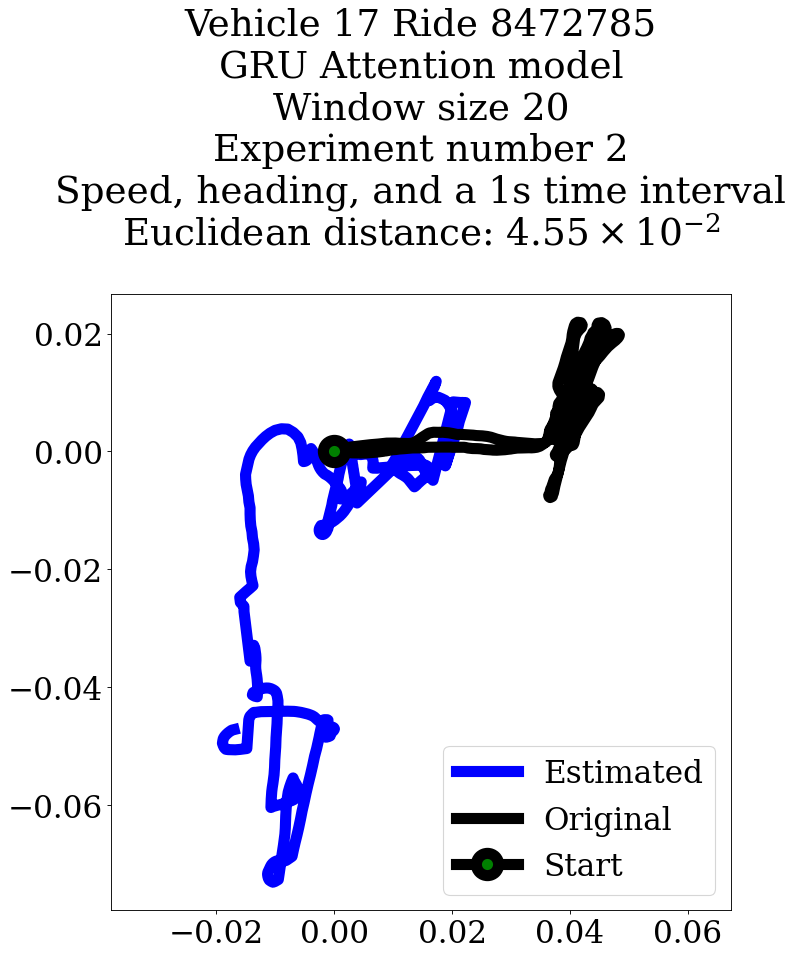 Vehicle 17 Ride 8472785
GRU Attention model
Window size 20
Experiment number 2
Speed, heading, and a 1s time interval
Euclidean distance: 4.55 × 10⁻²
0.02
0.00
−0.02
−0.04
−0.06
Estimated
Original
Start
−0.02 0.00 0.02 0.04 0.06